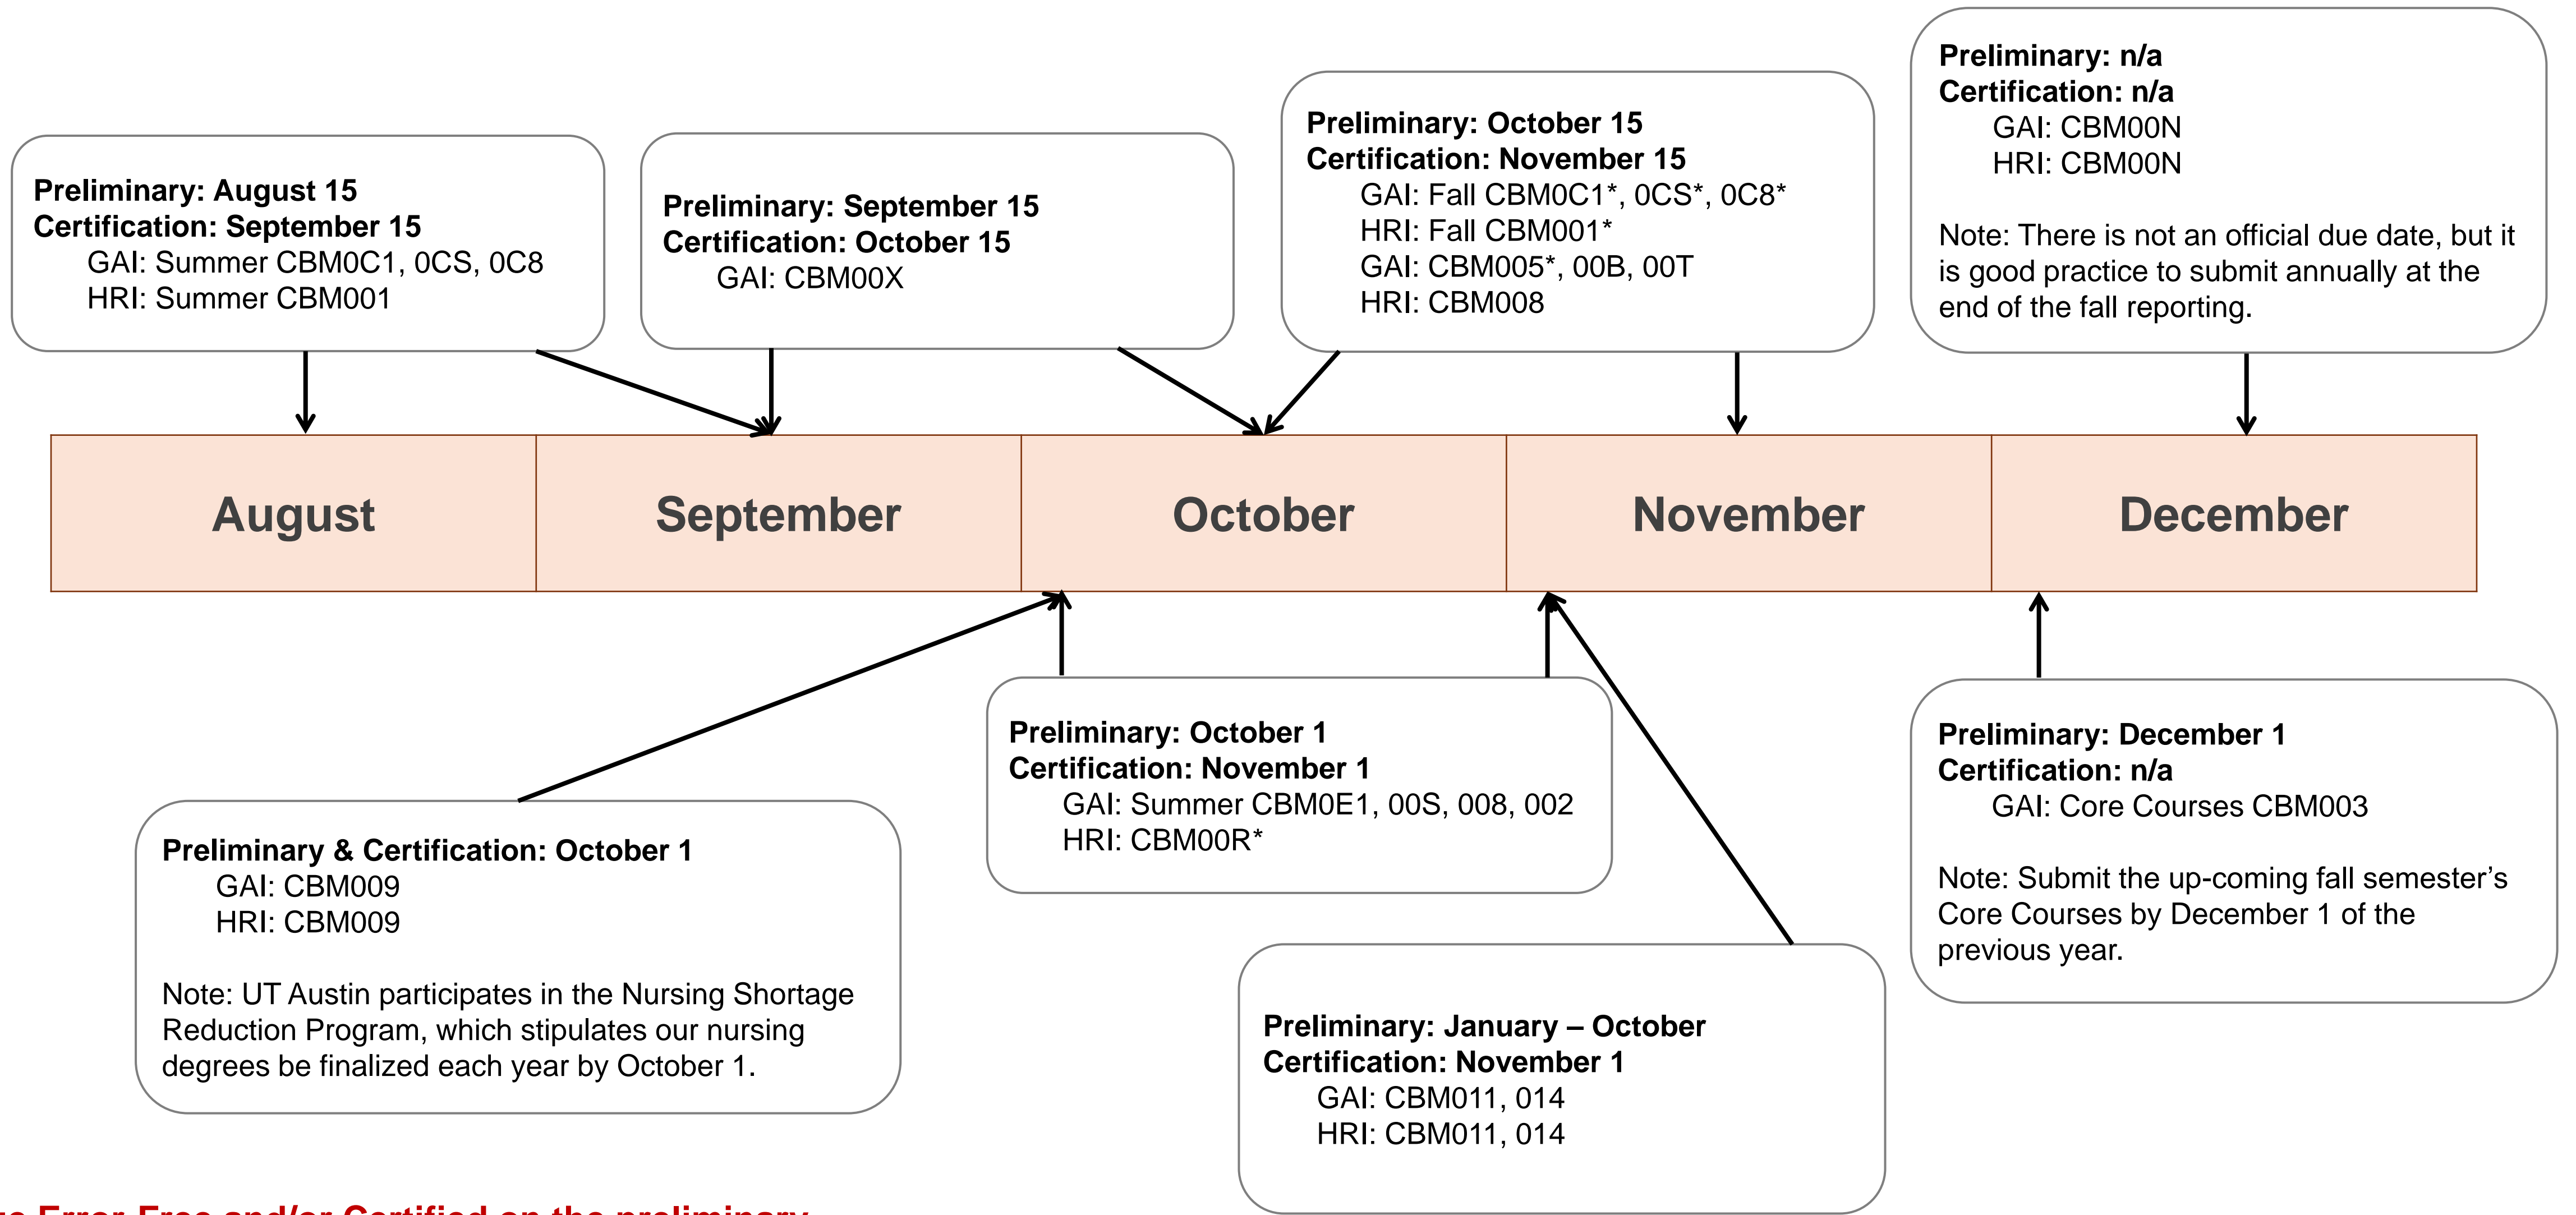 Preliminary: August 15
Certification: September 15
GAI: Summer CBM0C1, 0CS, 0C8
HRI: Summer CBM001
Preliminary: September 15
Certification: October 15
GAI: CBM00X
Preliminary: October 15
Certification: November 15
GAI: Fall CBM0C1*, 0CS*, 0C8*
HRI: Fall CBM001*
GAI: CBM005*, 00B, 00T
HRI: CBM008
Preliminary: n/a
Certification: n/a
GAI: CBM00N
HRI: CBM00N
Note: There is not an official due date, but it
is good practice to submit annually at the
end of the fall reporting.
August
September
October
November
December
Preliminary & Certification: October 1
GAI: CBM009
HRI: CBM009
Note: UT Austin participates in the Nursing Shortage
Reduction Program, which stipulates our nursing
degrees be finalized each year by October 1.
Preliminary: October 1
Certification: November 1
GAI: Summer CBM0E1, 00S, 008, 002
HRI: CBM00R*
Preliminary: January – October
Certification: November 1
GAI: CBM011, 014
HRI: CBM011, 014
Preliminary: December 1
Certification: n/a
GAI: Core Courses CBM003
Note: Submit the up-coming fall semester’s
Core Courses by December 1 of the
previous year.
Error-Free and/or Certified on the preliminary